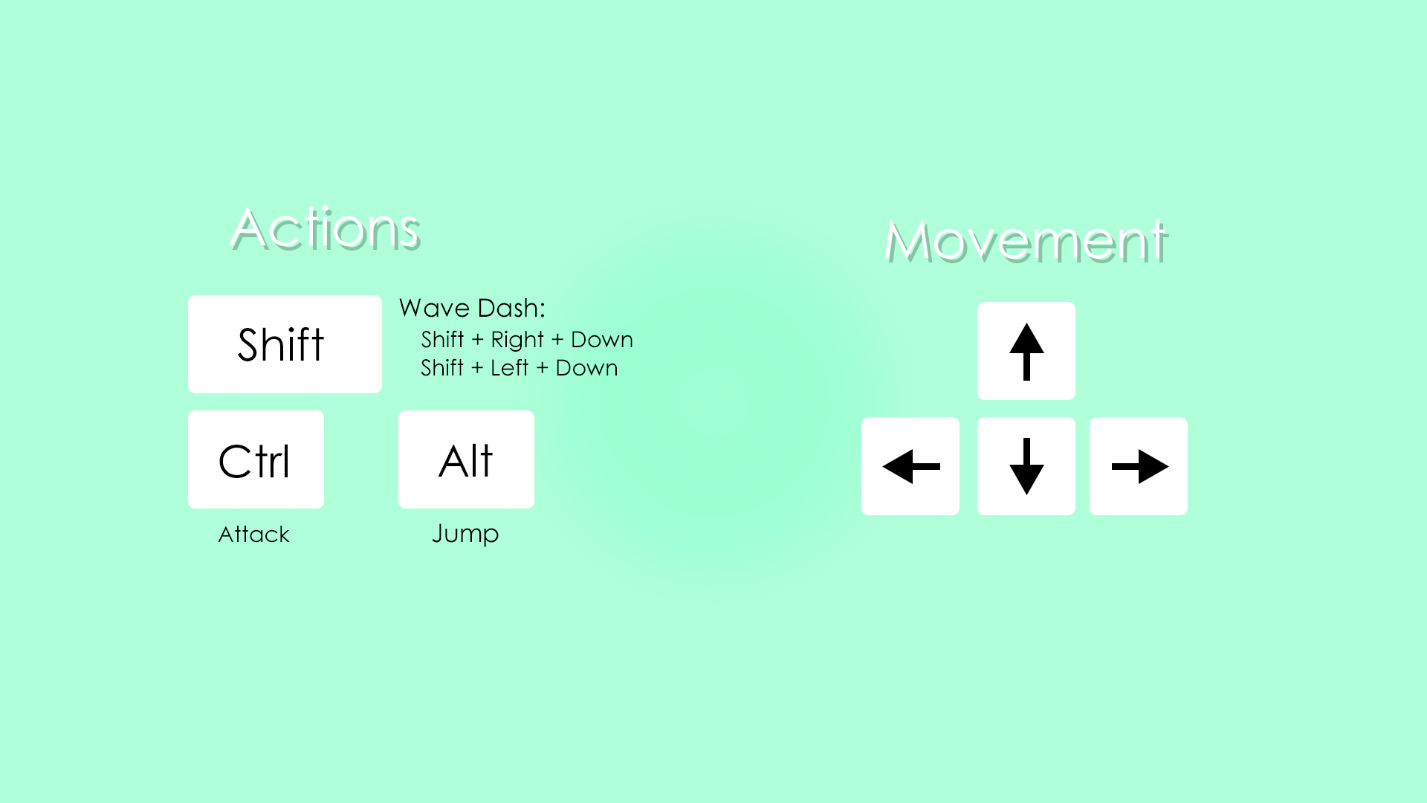 Actions
Shift
Wave Dash:
Shift + Right + Down
Shift + Left + Down
Ctrl
Alt
Attack
Jump
Movement